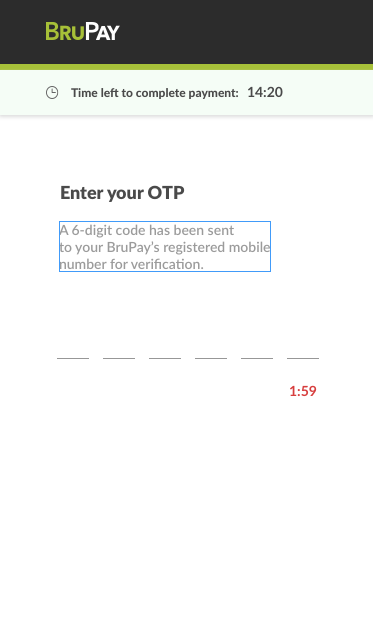 BRUPAY
Time left to complete payment: 14:20
Enter your OTP
A 6-digit code has been sent
to your BruPay's registered mobile
number for verification.
1:59